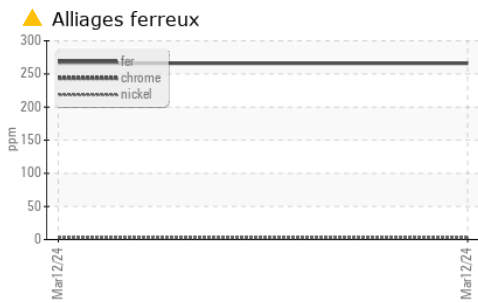 Alliages ferreux
300
250
200
150
100
50
0
ppm
fer
chrome
nickel
Mar12/24
Mar12/24